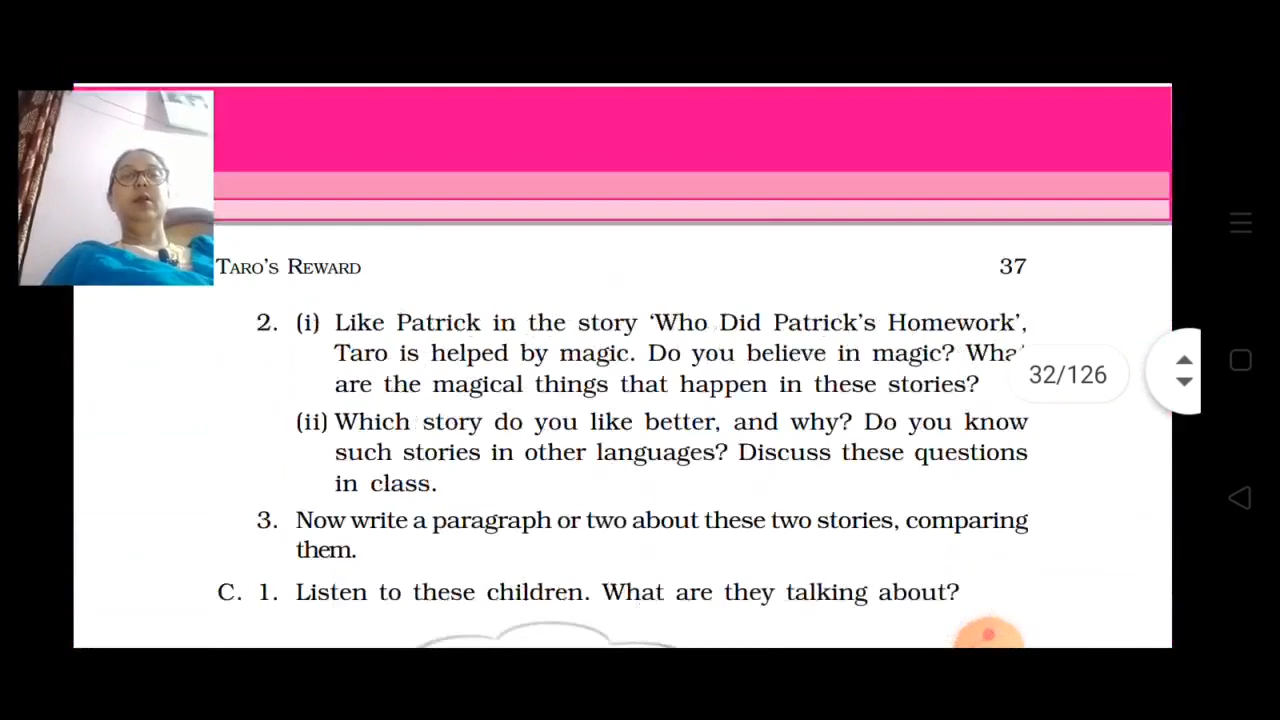 TARO'S REWARD 37
2. (i) Like Patrick in the story ‘Who Did Patrick’s Homework’,
Taro is helped by magic. Do you believe in magic?
are the magical things that happen in these stories?
32/126
(ii) Which story do you like better, and why? Do you know
such stories in other languages? Discuss these questions
in class.
3. Now write a paragraph or two about these two stories, comparing
them.
C. 1. Listen to these children. What are they talking about?